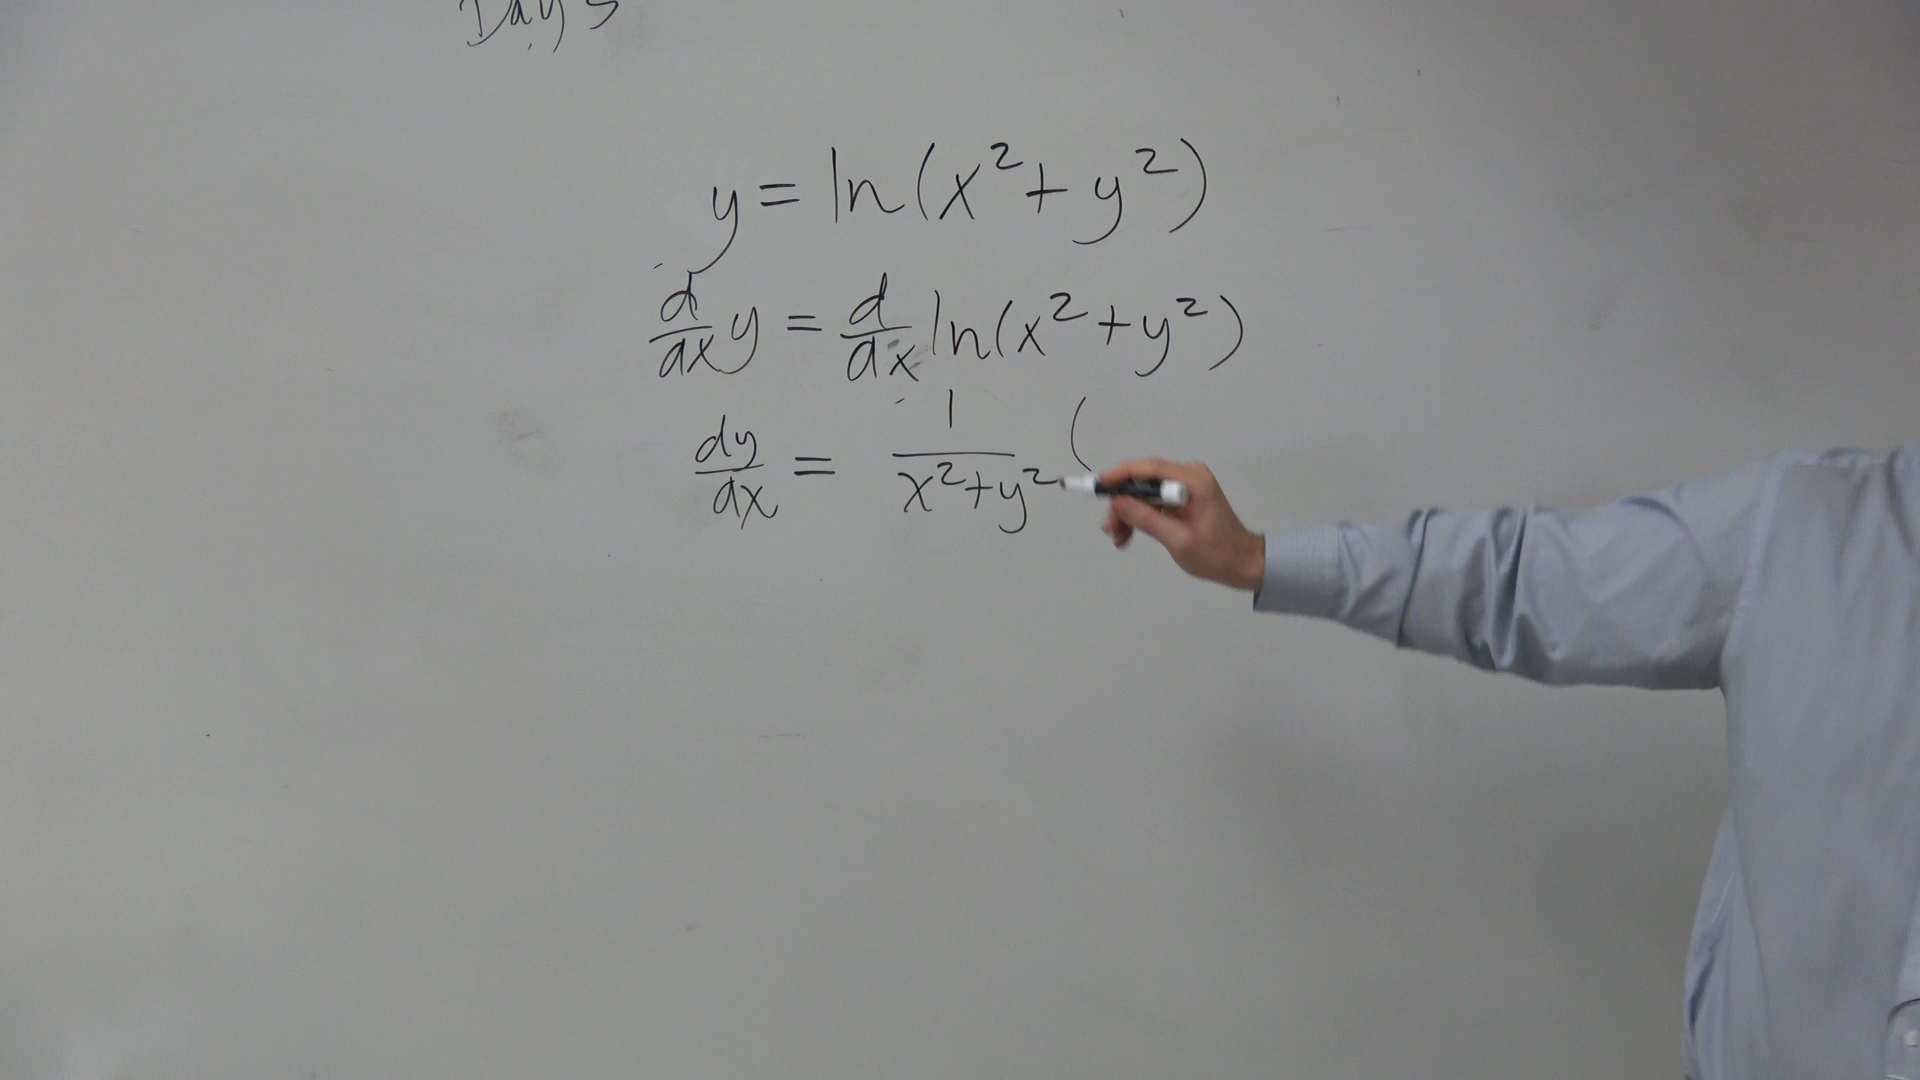 Day 5
y = ln(x² + y²)
d/dx y = d/dx ln(x² + y²)
dy/dx = 1/(x² + y²) (